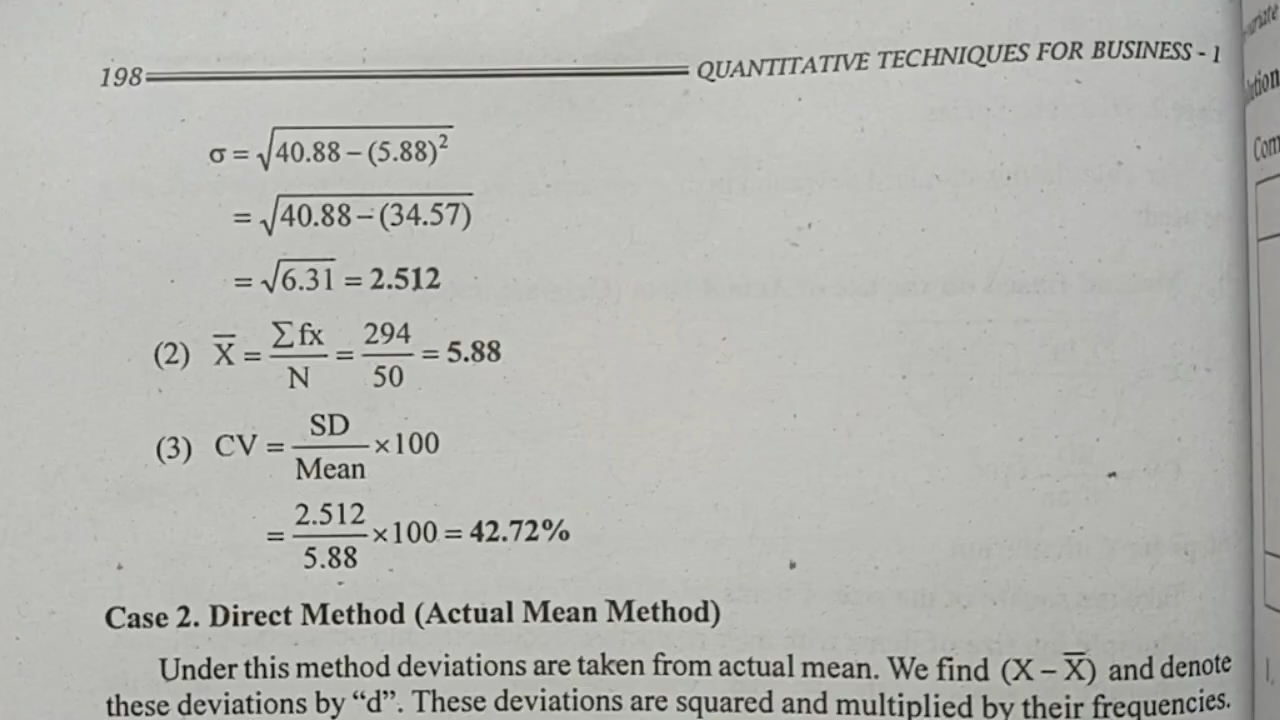 198 QUANTITATIVE TECHNIQUES FOR BUSINESS - 1
σ = √40.88 – (5.88)²
= √40.88 – (34.57)
= √6.31 = 2.512
(2) X̅ = Σfx/N = 294/50 = 5.88
(3) CV = SD/Mean ×100
= 2.512/5.88 ×100 = 42.72%
Case 2. Direct Method (Actual Mean Method)
Under this method deviations are taken from actual mean. We find (X – X̅) and denote
these deviations by “d”. These deviations are squared and multiplied by their frequencies.